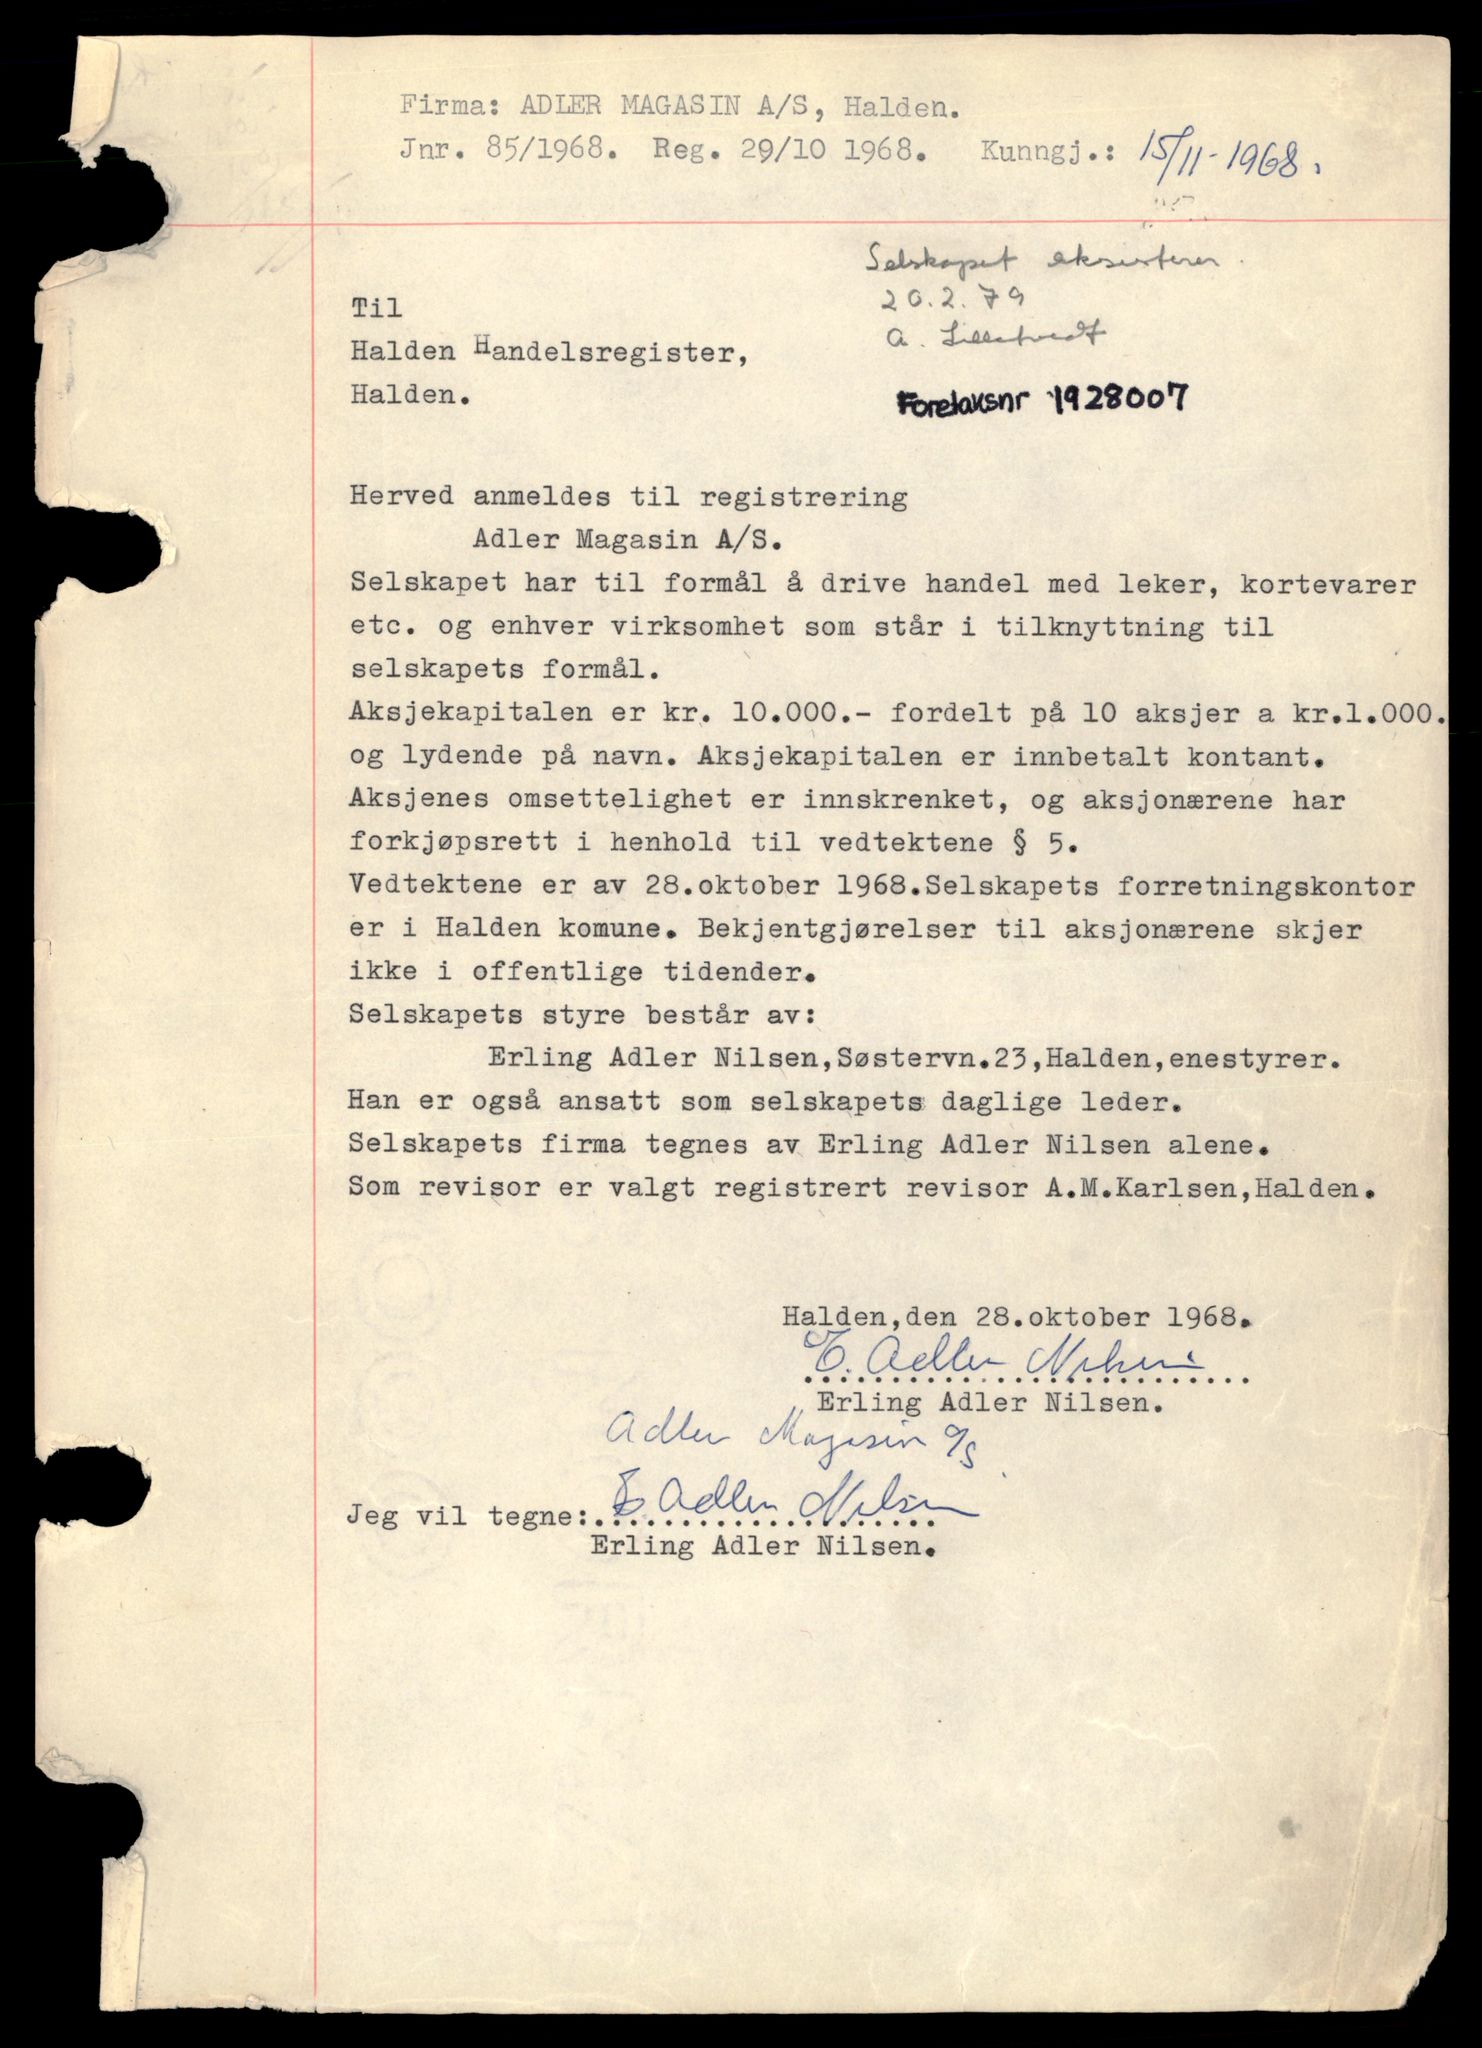 Firma: ADLER MAGASIN A/S, Halden.
Jnr. 85/1968. Reg. 29/10 1968. Kunngj.: 15/11-1968.
Selskapet eksisterer.
20.2.79
A. Lilletvedt
Til
Halden Handelsregister,
Halden.
Foretaksnr 1928007
Herved anmeldes til registrering
Adler Magasin A/S.
Selskapet har til formål å drive handel med leker, kortevarer
etc. og enhver virksomhet som står i tilknyttning til
selskapets formål.
Aksjekapitalen er kr. 10.000.- fordelt på 10 aksjer a kr.1.000.
og lydende på navn. Aksjekapitalen er innbetalt kontant.
Aksjenes omsettelighet er innskrenket, og aksjonærene har
forkjøpsrett i henhold til vedtektene § 5.
Vedtektene er av 28.oktober 1968.Selskapets forretningskontor
er i Halden komune. Bekjentgjørelser til aksjonærene skjer
ikke i offentlige tidender.
Selskapets styre består av:
Erling Adler Nilsen,Søstervn.23,Halden,enestyrer.
Han er også ansatt som selskapets daglige leder.
Selskapets firma tegnes av Erling Adler Nilsen alene.
Som revisor er valgt registrert revisor A.M.Karlsen,Halden.
Halden,den 28.oktober 1968.
E. Adler Nilsen
Erling Adler Nilsen.
Adler Magasin A/S
Jeg vil tegne: E Adler Nilsen
Erling Adler Nilsen.